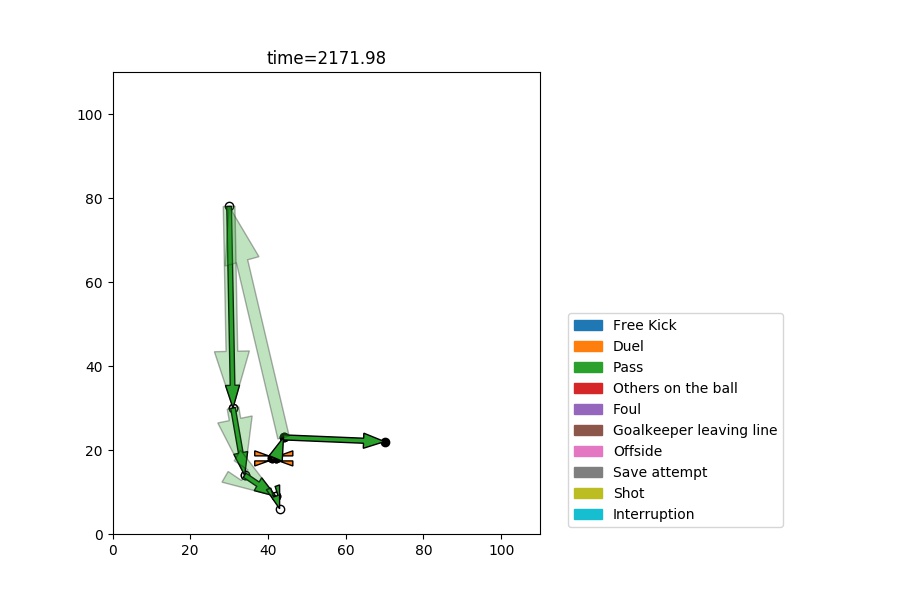 time=2171.98
100
80
60
40
20
0
0 20 40 60 80 100
Free Kick
Duel
Pass
Others on the ball
Foul
Goalkeeper leaving line
Offside
Save attempt
Shot
Interruption